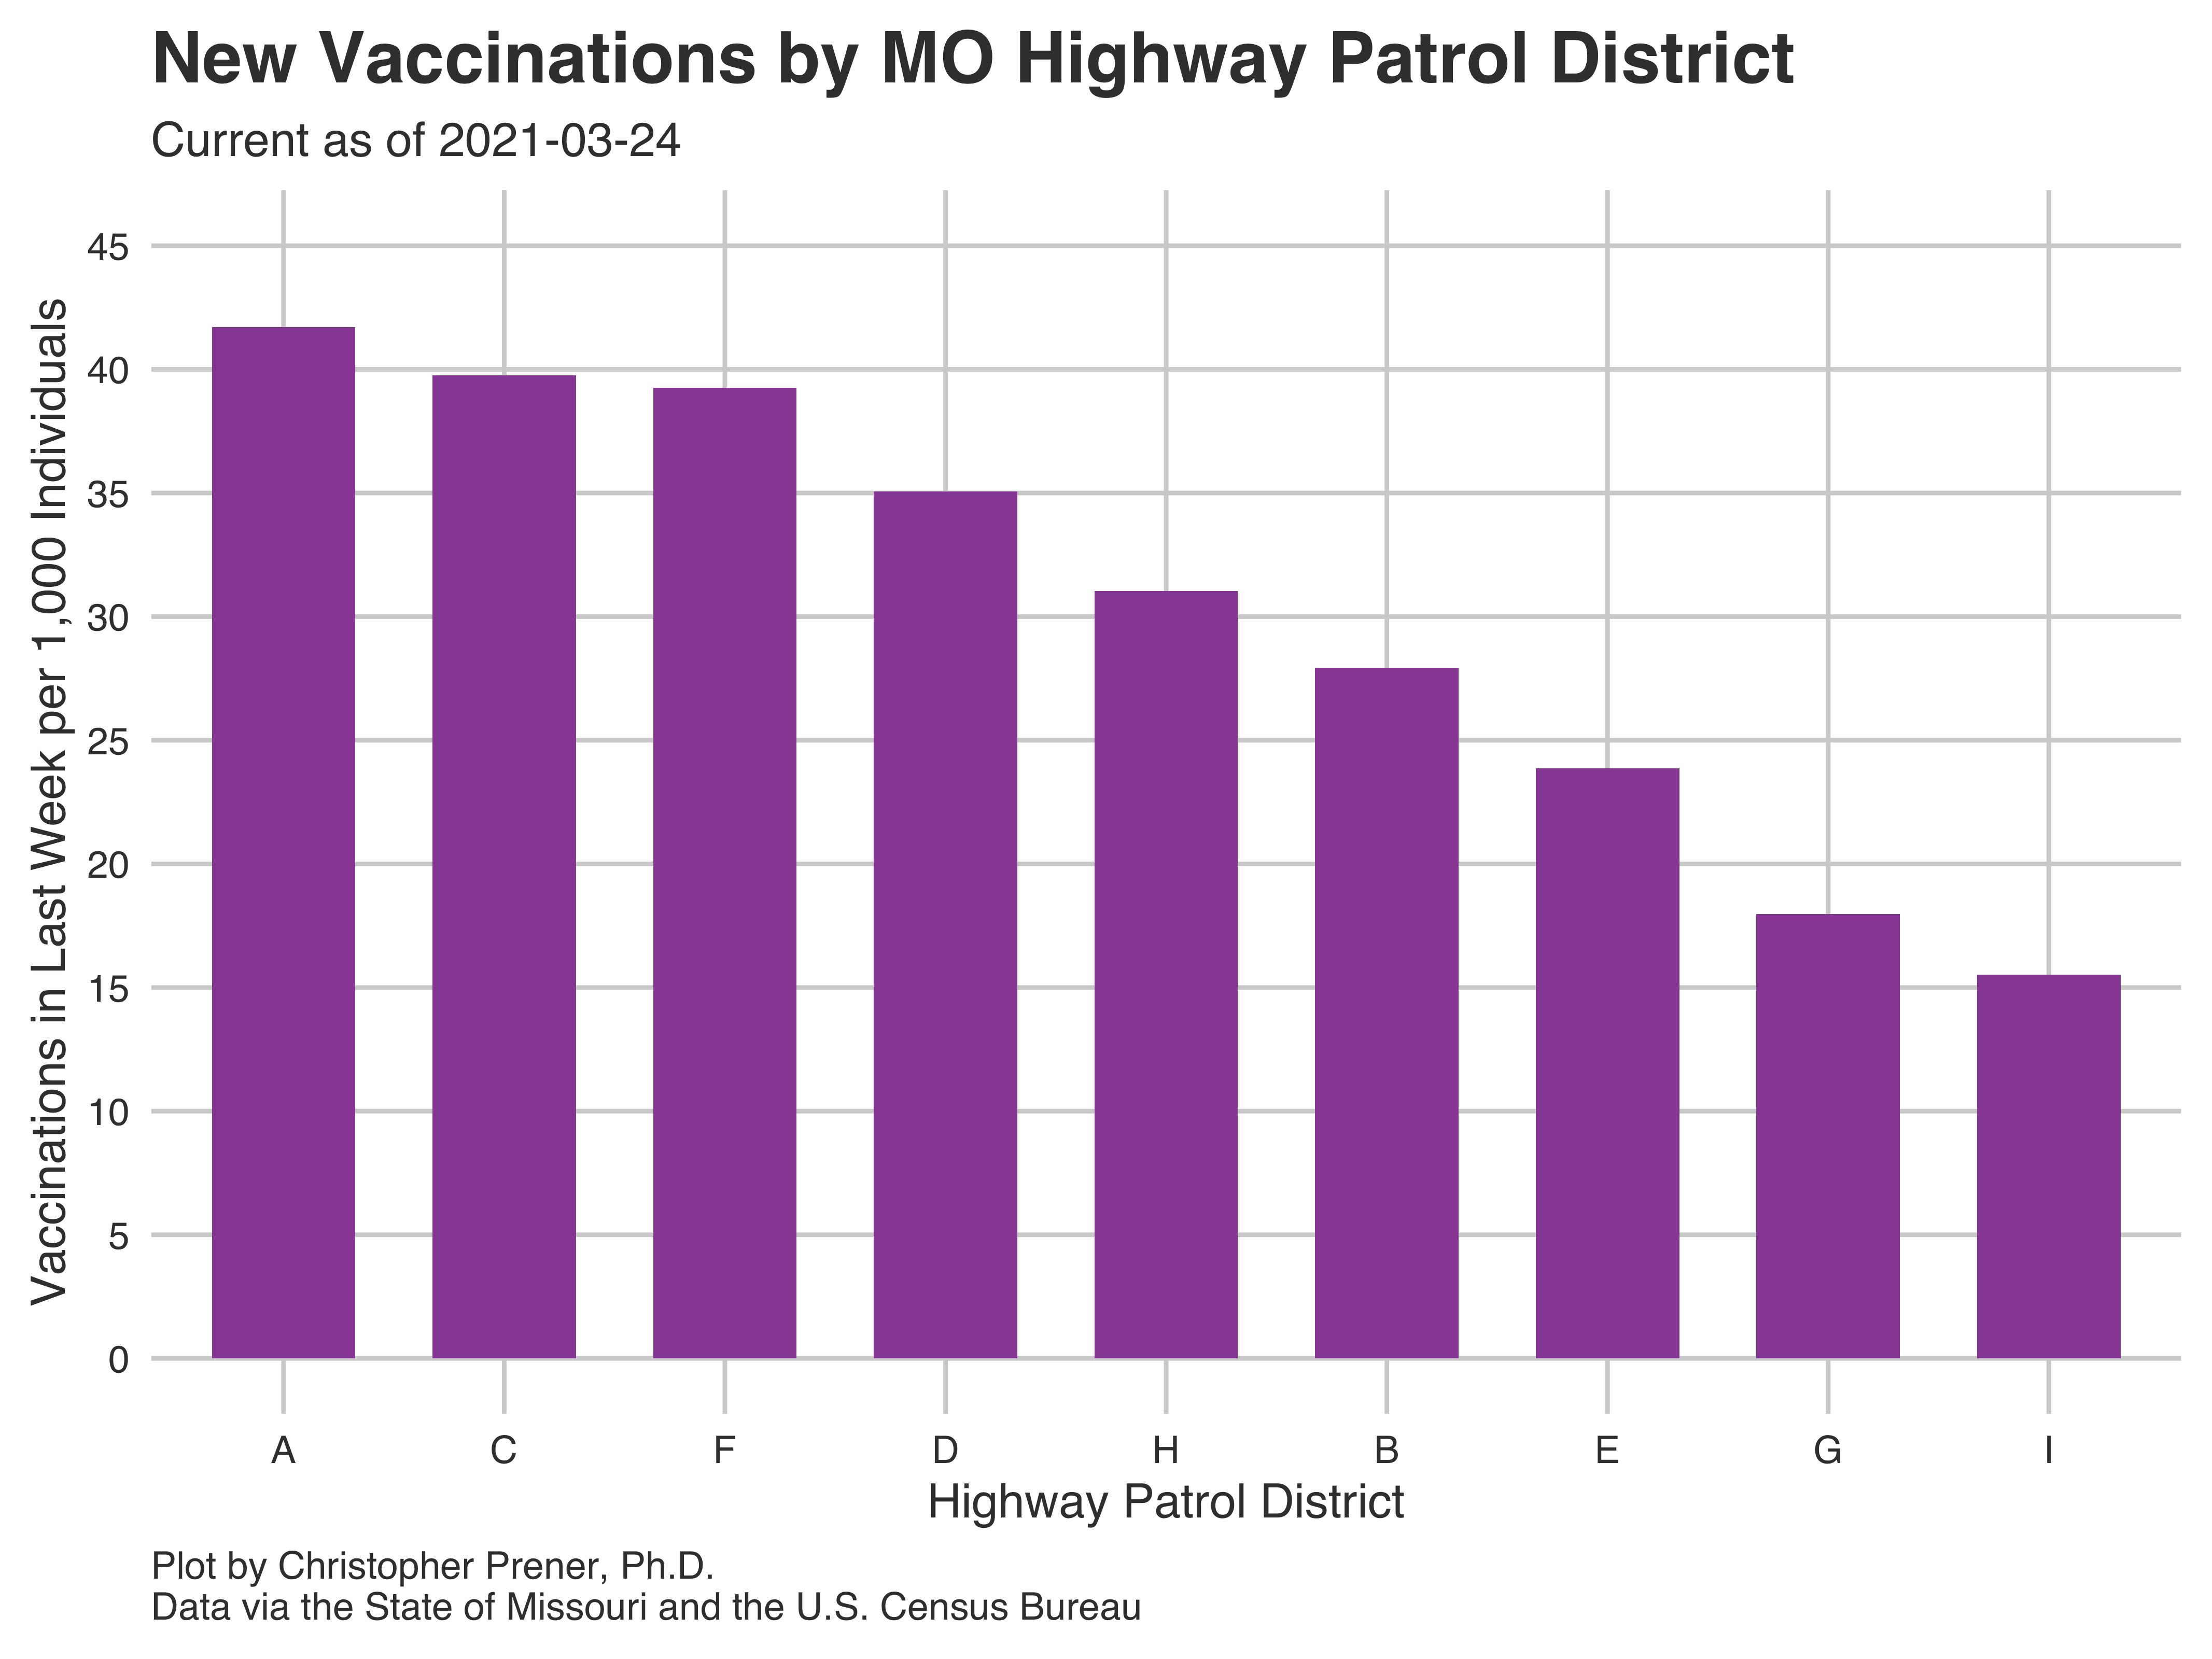 New Vaccinations by MO Highway Patrol District
Current as of 2021-03-24
Vaccinations in Last Week per 1,000 Individuals
45
40
35
30
25
20
15
10
5
0
A C F D H B E G I
Highway Patrol District
Plot by Christopher Prener, Ph.D.
Data via the State of Missouri and the U.S. Census Bureau